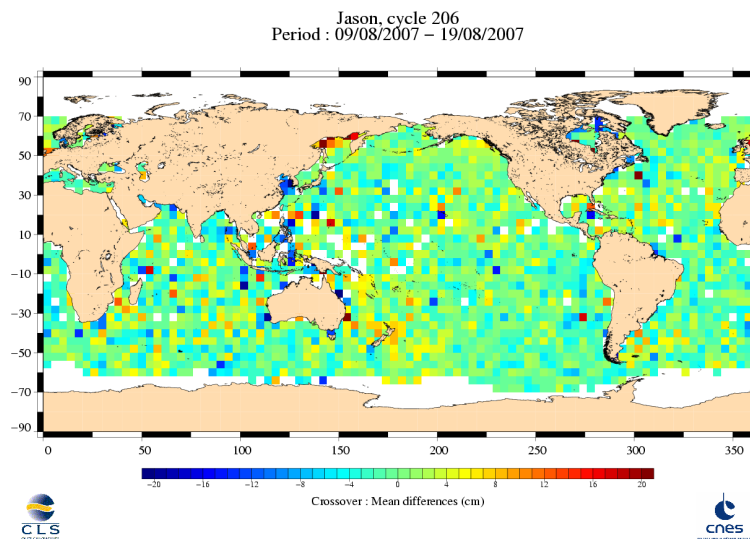 Jason, cycle 206
Period : 09/08/2007 − 19/08/2007
90
70
50
30
10
−10
−30
−50
−70
−90
0 50 100 150 200 250 300 350
−20 −16 −12 −8 −4 0 4 8 12 16 20
Crossover : Mean differences (cm)
CLS
cnes